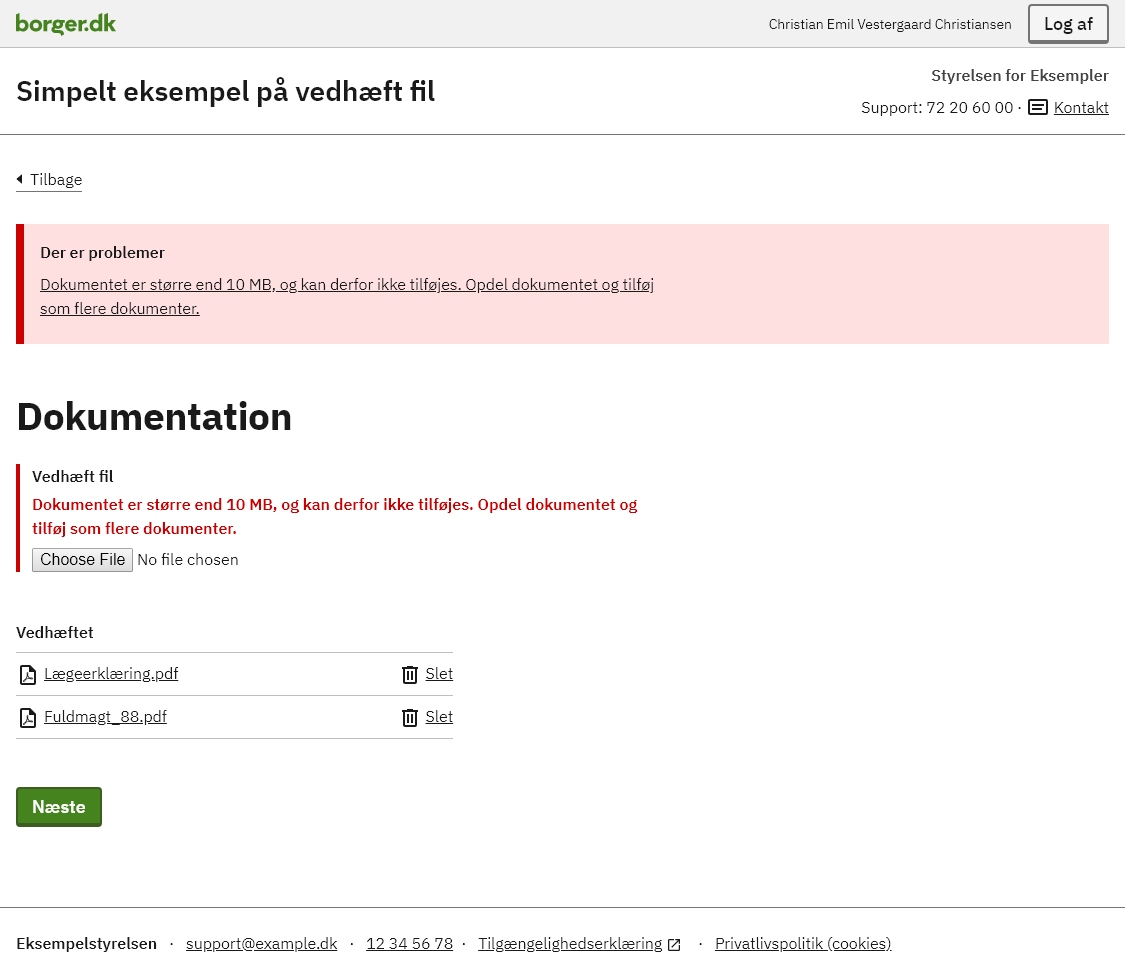 borger.dk
Christian Emil Vestergaard Christiansen
Log af
Simpelt eksempel på vedhæft fil
Styrelsen for Eksempler
Support: 72 20 60 00 · Kontakt
Tilbage
Der er problemer
Dokumentet er større end 10 MB, og kan derfor ikke tilføjes. Opdel dokumentet og tilføj
som flere dokumenter.
Dokumentation
Vedhæft fil
Dokumentet er større end 10 MB, og kan derfor ikke tilføjes. Opdel dokumentet og
tilføj som flere dokumenter.
Choose File No file chosen
Vedhæftet
Lægeerklæring.pdf Slet
Fuldmagt_88.pdf Slet
Næste
Eksempelstyrelsen · support@example.dk · 12 34 56 78 · Tilgængelighedserklæring · Privatlivspolitik (cookies)